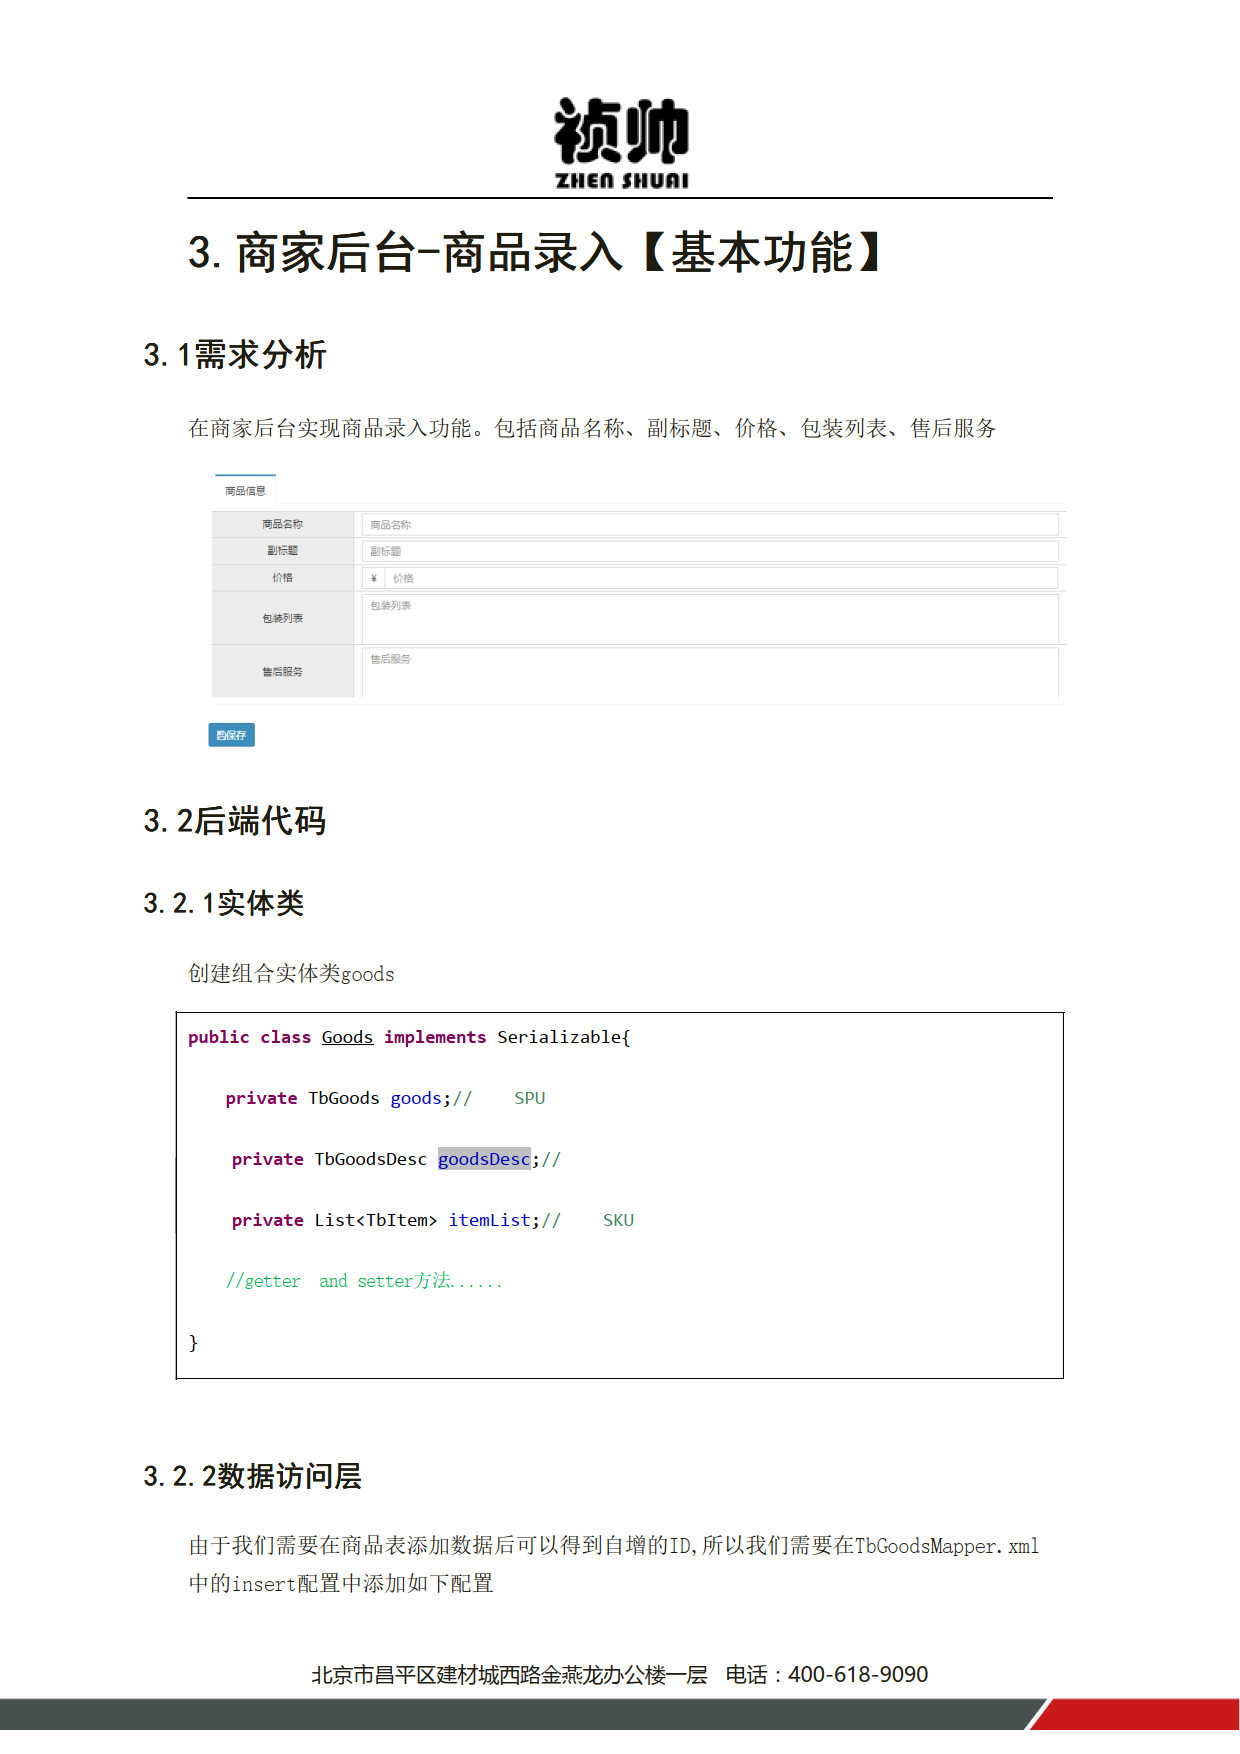 祯帅
ZHEN SHUAI
3.商家后台-商品录入【基本功能】
3.1需求分析
在商家后台实现商品录入功能。包括商品名称、副标题、价格、包装列表、售后服务
商品信息
商品名称 商品名称
副标题 副标题
价格 ¥ 价格
包装列表 包装列表
售后服务 售后服务
保存
3.2后端代码
3.2.1实体类
创建组合实体类goods
public class Goods implements Serializable{
private TbGoods goods;// SPU
private TbGoodsDesc goodsDesc;//
private List<TbItem> itemList;// SKU
//getter and setter方法......
}
3.2.2数据访问层
由于我们需要在商品表添加数据后可以得到自增的ID,所以我们需要在TbGoodsMapper.xml
中的insert配置中添加如下配置
北京市昌平区建材城西路金燕龙办公楼一层 电话：400-618-9090